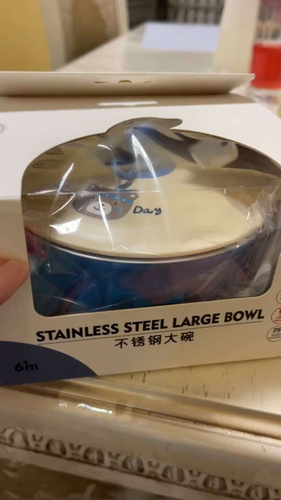 Day
STAINLESS STEEL LARGE BOWL
不锈钢大碗
6m